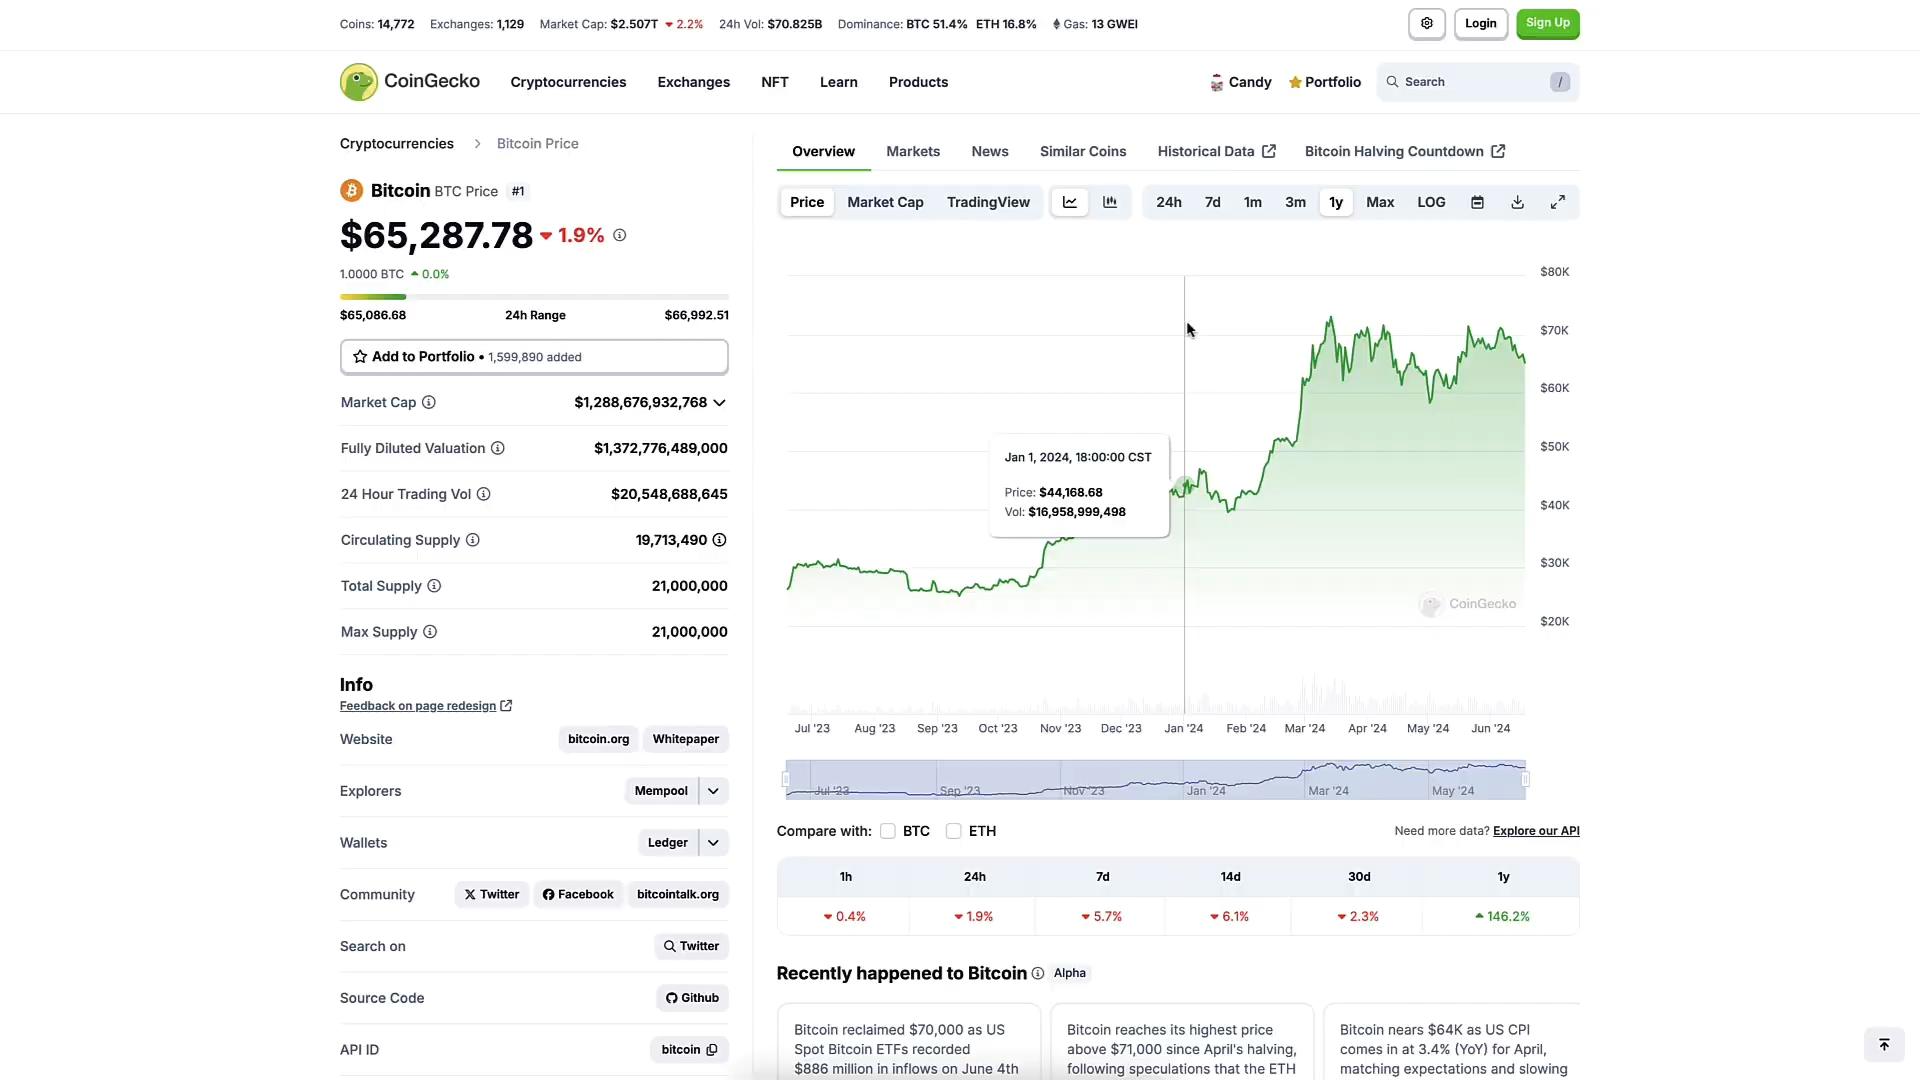 Coins: 14,772 Exchanges: 1,129 Market Cap: $2.507T 2.2% 24h Vol: $70.825B Dominance: BTC 51.4% ETH 16.8% Gas: 13 GWEI
Login
Sign Up
CoinGecko
Cryptocurrencies Exchanges NFT Learn Products
Candy
Portfolio
Search /
Cryptocurrencies > Bitcoin Price
Bitcoin BTC Price #1
$65,287.78 1.9%
1.0000 BTC 0.0%
$65,086.68 24h Range $66,992.51
Add to Portfolio • 1,599,890 added
Market Cap $1,288,676,932,768
Fully Diluted Valuation $1,372,776,489,000
24 Hour Trading Vol $20,548,688,645
Circulating Supply 19,713,490
Total Supply 21,000,000
Max Supply 21,000,000
Info
Feedback on page redesign
Website bitcoin.org Whitepaper
Explorers Mempool
Wallets Ledger
Community Twitter Facebook bitcointalk.org
Search on Twitter
Source Code Github
API ID bitcoin
Overview Markets News Similar Coins Historical Data Bitcoin Halving Countdown
Price Market Cap TradingView
24h 7d 1m 3m 1y Max LOG
$80K
$70K
$60K
$50K
$40K
$30K
$20K
Jan 1, 2024, 18:00:00 CST
Price: $44,168.68
Vol: $16,958,999,498
CoinGecko
Jul '23 Aug '23 Sep '23 Oct '23 Nov '23 Dec '23 Jan '24 Feb '24 Mar '24 Apr '24 May '24 Jun '24
Jul '23 Sep '23 Nov '23 Jan '24 Mar '24 May '24
Compare with: BTC ETH
Need more data? Explore our API
1h 24h 7d 14d 30d 1y
0.4% 1.9% 5.7% 6.1% 2.3% 146.2%
Recently happened to Bitcoin Alpha
Bitcoin reclaimed $70,000 as US
Spot Bitcoin ETFs recorded
$886 million in inflows on June 4th
Bitcoin reaches its highest price
above $71,000 since April's halving,
following speculations that the ETH
Bitcoin nears $64K as US CPI
comes in at 3.4% (YoY) for April,
matching expectations and slowing